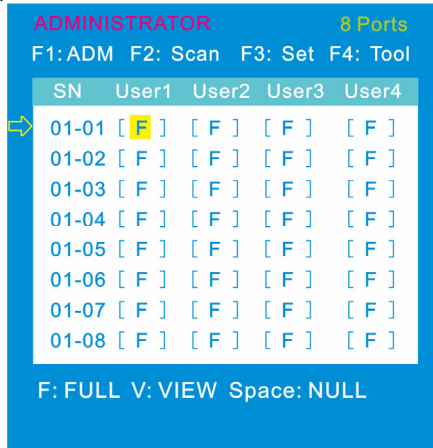 ADMINISTRATOR 8 Ports
F1: ADM F2: Scan F3: Set F4: Tool
SN User1 User2 User3 User4
01-01 [ F ] [ F ] [ F ] [ F ]
01-02 [ F ] [ F ] [ F ] [ F ]
01-03 [ F ] [ F ] [ F ] [ F ]
01-04 [ F ] [ F ] [ F ] [ F ]
01-05 [ F ] [ F ] [ F ] [ F ]
01-06 [ F ] [ F ] [ F ] [ F ]
01-07 [ F ] [ F ] [ F ] [ F ]
01-08 [ F ] [ F ] [ F ] [ F ]
F: FULL V: VIEW Space: NULL